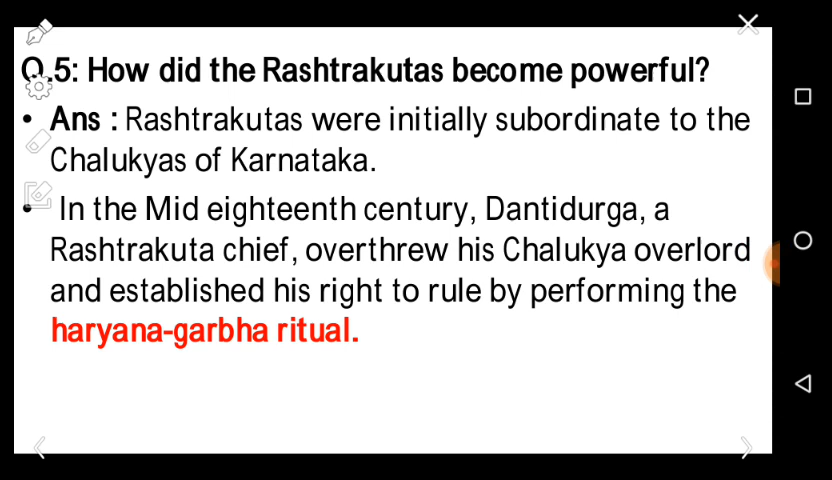 Q.5: How did the Rashtrakutas become powerful?
• Ans : Rashtrakutas were initially subordinate to the
Chalukyas of Karnataka.
• In the Mid eighteenth century, Dantidurga, a
Rashtrakuta chief, overthrew his Chalukya overlord
and established his right to rule by performing the
haryana-garbha ritual.